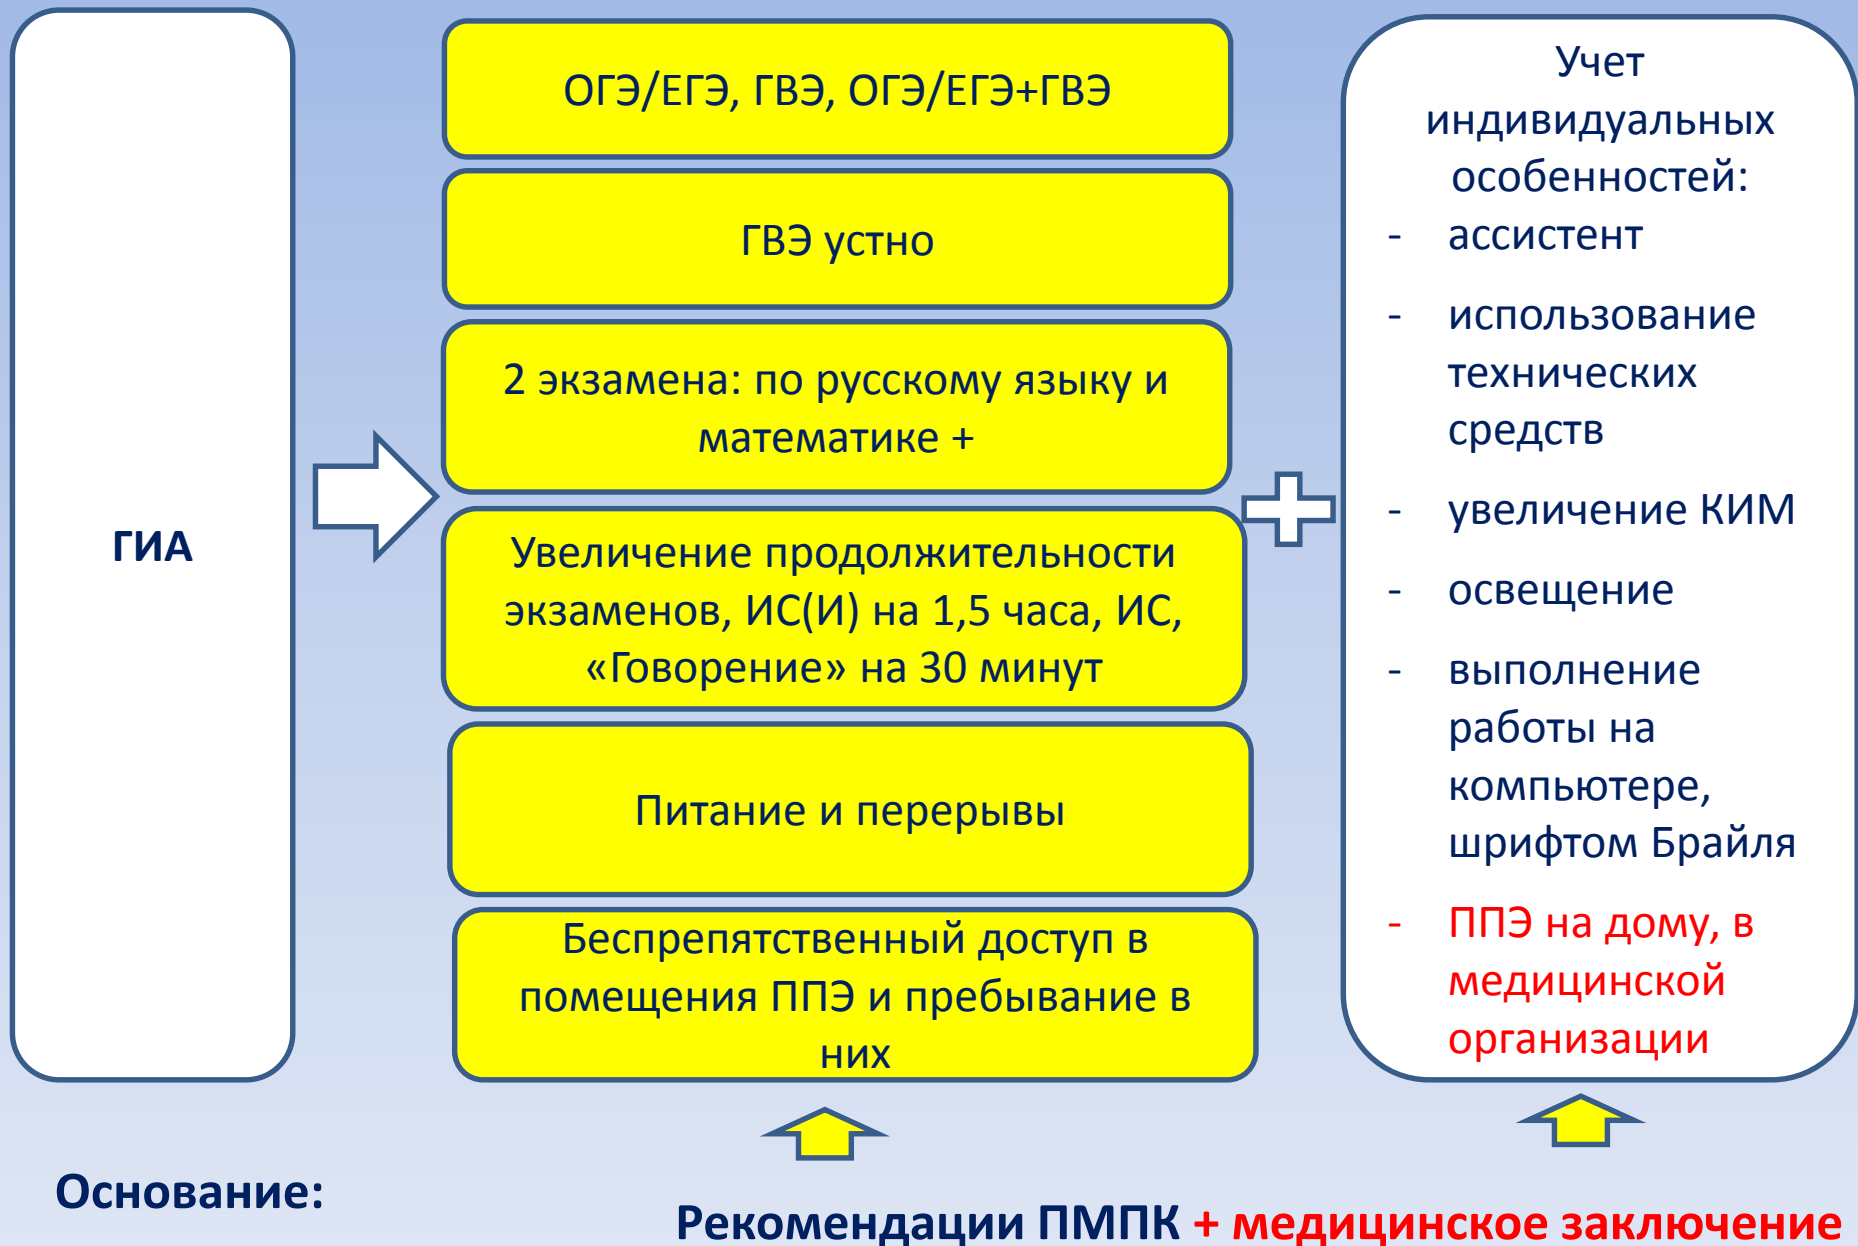 ГИА
ОГЭ/ЕГЭ, ГВЭ, ОГЭ/ЕГЭ+ГВЭ
ГВЭ устно
2 экзамена: по русскому языку и
математике +
Увеличение продолжительности
экзаменов, ИС(И) на 1,5 часа, ИС,
«Говорение» на 30 минут
Питание и перерывы
Беспрепятственный доступ в
помещения ППЭ и пребывание в
них
Учет
индивидуальных
особенностей:
- ассистент
- использование
технических
средств
- увеличение КИМ
- освещение
- выполнение
работы на
компьютере,
шрифтом Брайля
- ППЭ на дому, в
медицинской
организации
Основание:
Рекомендации ПМПК + медицинское заключение